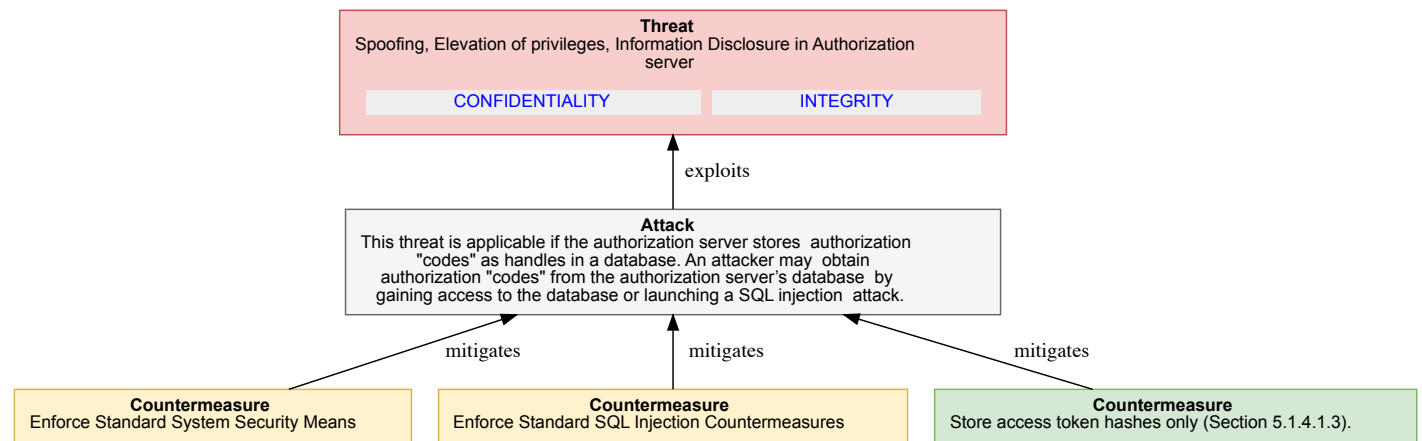 Threat
Spoofing, Elevation of privileges, Information Disclosure in Authorization
server
CONFIDENTIALITY
INTEGRITY
exploits
Attack
This threat is applicable if the authorization server stores  authorization
"codes" as handles in a database. An attacker may  obtain
authorization "codes" from the authorization server’s database  by
gaining access to the database or launching a SQL injection  attack.
mitigates
mitigates
mitigates
Countermeasure
Enforce Standard System Security Means
Countermeasure
Enforce Standard SQL Injection Countermeasures
Countermeasure
Store access token hashes only (Section 5.1.4.1.3).